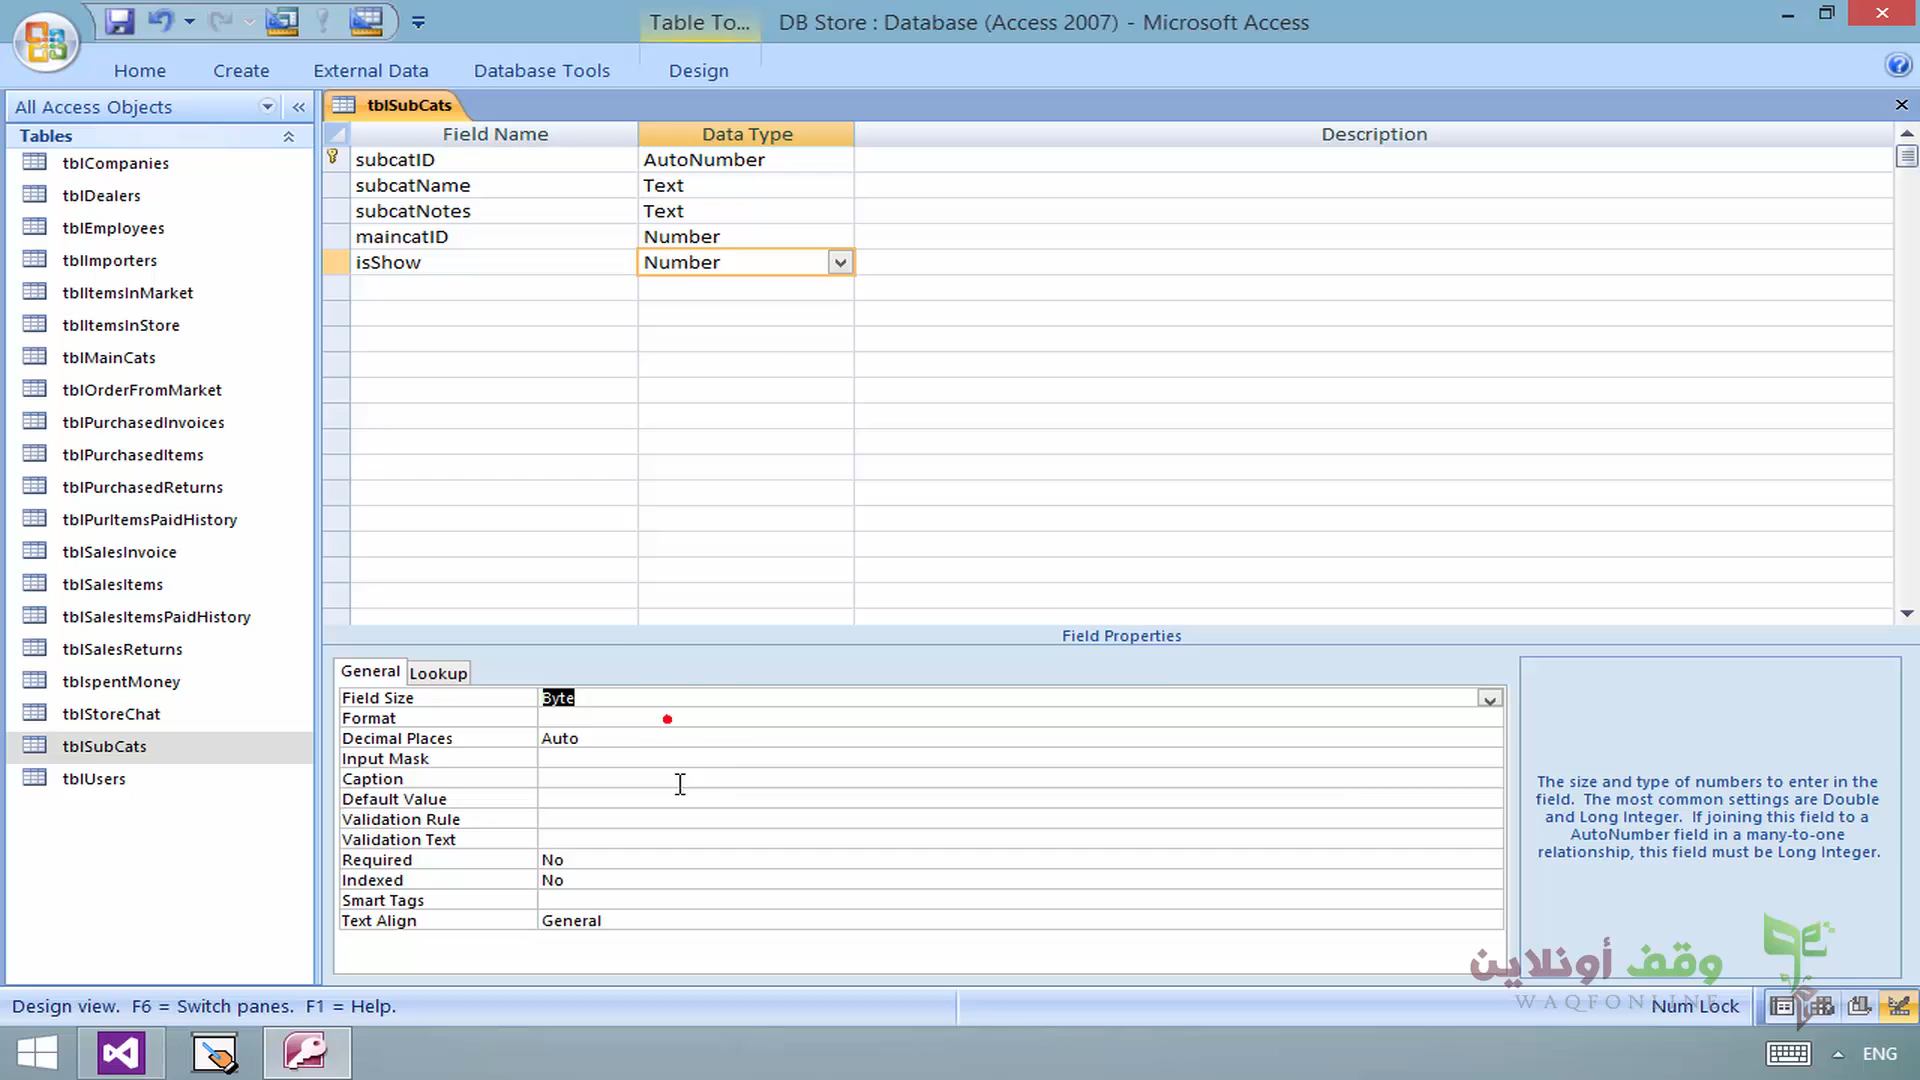 Table To...
DB Store : Database (Access 2007) - Microsoft Access
Home
Create
External Data
Database Tools
Design
All Access Objects
tblSubCats
Tables
Field Name
Data Type
Description
tblCompanies
tblDealers
tblEmployees
tblImporters
tblItemsInMarket
tblItemsInStore
tblMainCats
tblOrderFromMarket
tblPurchasedInvoices
tblPurchasedItems
tblPurchasedReturns
tblPurItemsPaidHistory
tblSalesInvoice
tblSalesItems
tblSalesItemsPaidHistory
tblSalesReturns
tblspentMoney
tblStoreChat
tblSubCats
tblUsers
subcatID AutoNumber
subcatName Text
subcatNotes Text
maincatID Number
isShow Number
Field Properties
General
Lookup
Field Size Byte
Format
Decimal Places Auto
Input Mask
Caption
Default Value
Validation Rule
Validation Text
Required No
Indexed No
Smart Tags
Text Align General
The size and type of numbers to enter in the
field. The most common settings are Double
and Long Integer. If joining this field to a
AutoNumber field in a many-to-one
relationship, this field must be Long Integer.
وقف أونلاين
WAQFONLINE
Design view. F6 = Switch panes. F1 = Help.
Num Lock
ENG